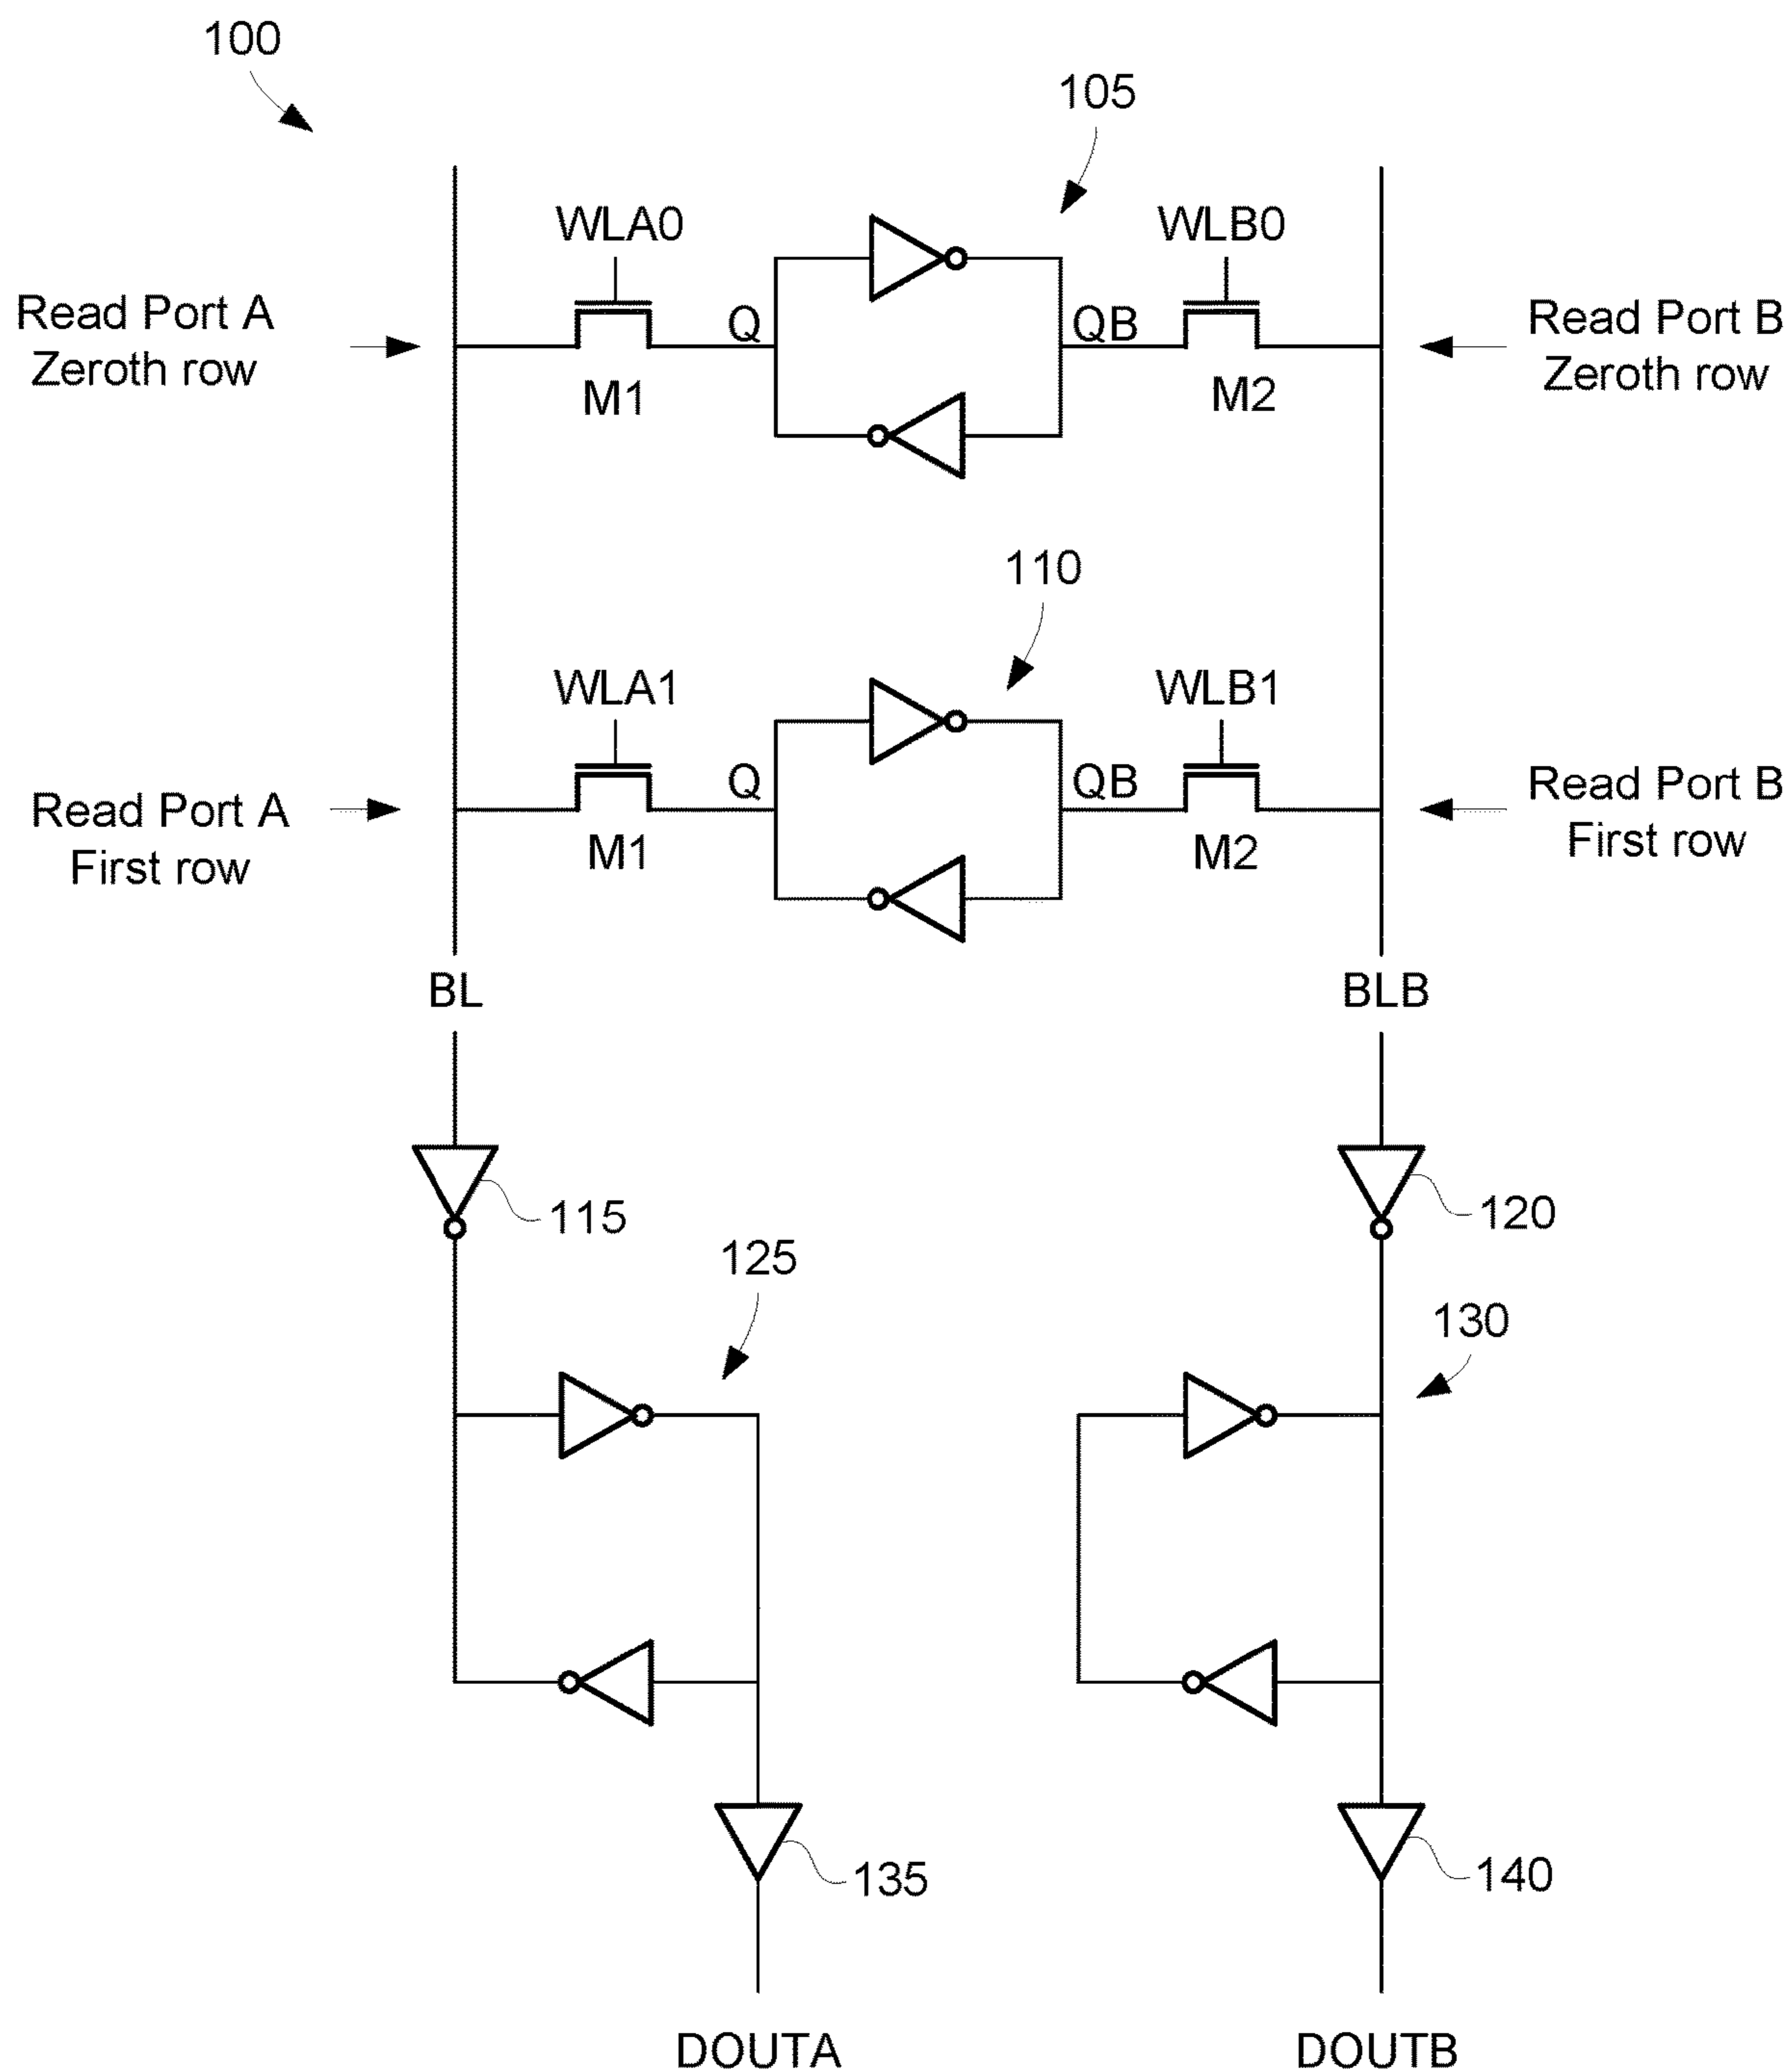 100
105
WLA0
WLB0
Read Port A
Zeroth row
Q
QB
Read Port B
Zeroth row
M1
M2
110
WLA1
WLB1
Read Port A
First row
Q
QB
Read Port B
First row
M1
M2
BL
BLB
115
120
125
130
135
140
DOUTA
DOUTB